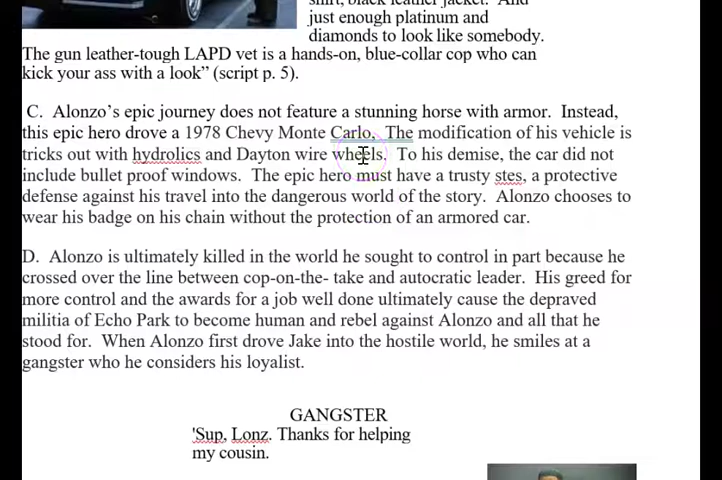 shirt, black leather jacket. And
just enough platinum and
diamonds to look like somebody.
The gun leather-tough LAPD vet is a hands-on, blue-collar cop who can
kick your ass with a look” (script p. 5).
C. Alonzo’s epic journey does not feature a stunning horse with armor. Instead,
this epic hero drove a 1978 Chevy Monte Carlo, The modification of his vehicle is
tricks out with hydrolics and Dayton wire wheels. To his demise, the car did not
include bullet proof windows. The epic hero must have a trusty stes, a protective
defense against his travel into the dangerous world of the story. Alonzo chooses to
wear his badge on his chain without the protection of an armored car.
D. Alonzo is ultimately killed in the world he sought to control in part because he
crossed over the line between cop-on-the- take and autocratic leader. His greed for
more control and the awards for a job well done ultimately cause the depraved
militia of Echo Park to become human and rebel against Alonzo and all that he
stood for. When Alonzo first drove Jake into the hostile world, he smiles at a
gangster who he considers his loyalist.
GANGSTER
'Sup, Lonz. Thanks for helping
my cousin.